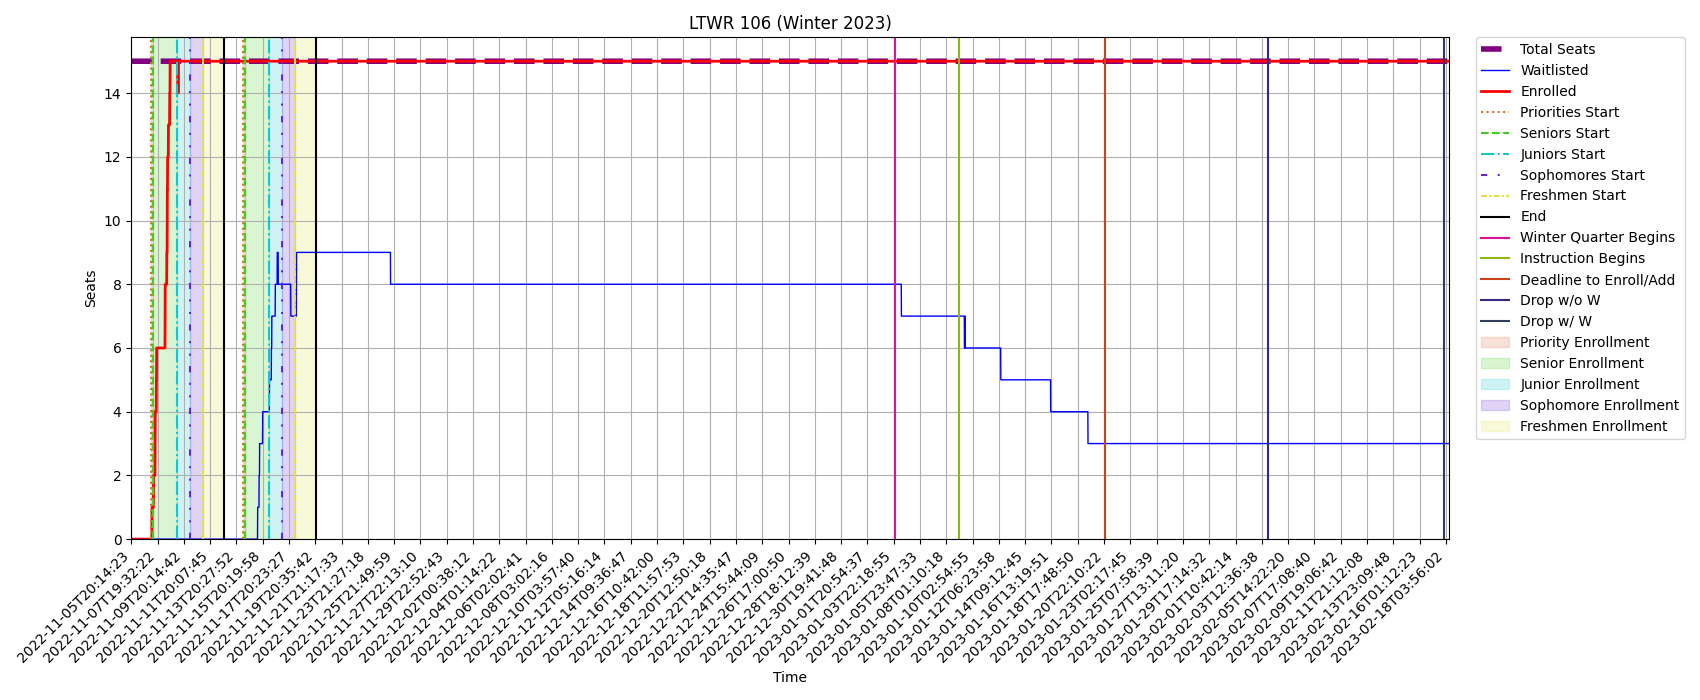 LTWR 106 (Winter 2023)
Seats
14
12
10
8
6
4
2
0
2022-11-05T20:14:23
2022-11-07T19:32:22
2022-11-09T20:14:42
2022-11-11T20:07:45
2022-11-13T20:27:52
2022-11-15T20:19:58
2022-11-17T20:23:27
2022-11-19T20:35:42
2022-11-21T21:17:33
2022-11-23T21:27:18
2022-11-25T21:49:59
2022-11-27T22:13:10
2022-11-29T22:52:43
2022-12-02T00:38:12
2022-12-04T01:14:22
2022-12-06T02:02:41
2022-12-08T03:02:16
2022-12-10T03:57:40
2022-12-12T05:16:14
2022-12-14T09:36:47
2022-12-16T10:42:00
2022-12-18T11:57:53
2022-12-20T12:50:18
2022-12-22T14:35:47
2022-12-24T15:44:09
2022-12-26T17:00:50
2022-12-28T18:12:39
2022-12-30T19:41:48
2023-01-01T20:54:37
2023-01-03T22:18:55
2023-01-05T23:47:33
2023-01-08T01:10:18
2023-01-10T02:54:55
2023-01-12T06:23:58
2023-01-14T09:12:45
2023-01-16T13:19:51
2023-01-18T17:48:50
2023-01-20T22:10:22
2023-01-23T02:17:45
2023-01-25T07:58:39
2023-01-27T13:11:20
2023-01-29T17:14:32
2023-02-01T10:42:14
2023-02-03T12:36:38
2023-02-05T14:22:20
2023-02-07T17:08:40
2023-02-09T19:06:42
2023-02-11T21:12:08
2023-02-13T23:09:48
2023-02-16T01:12:23
2023-02-18T03:56:02
Time
Total Seats
Waitlisted
Enrolled
Priorities Start
Seniors Start
Juniors Start
Sophomores Start
Freshmen Start
End
Winter Quarter Begins
Instruction Begins
Deadline to Enroll/Add
Drop w/o W
Drop w/ W
Priority Enrollment
Senior Enrollment
Junior Enrollment
Sophomore Enrollment
Freshmen Enrollment